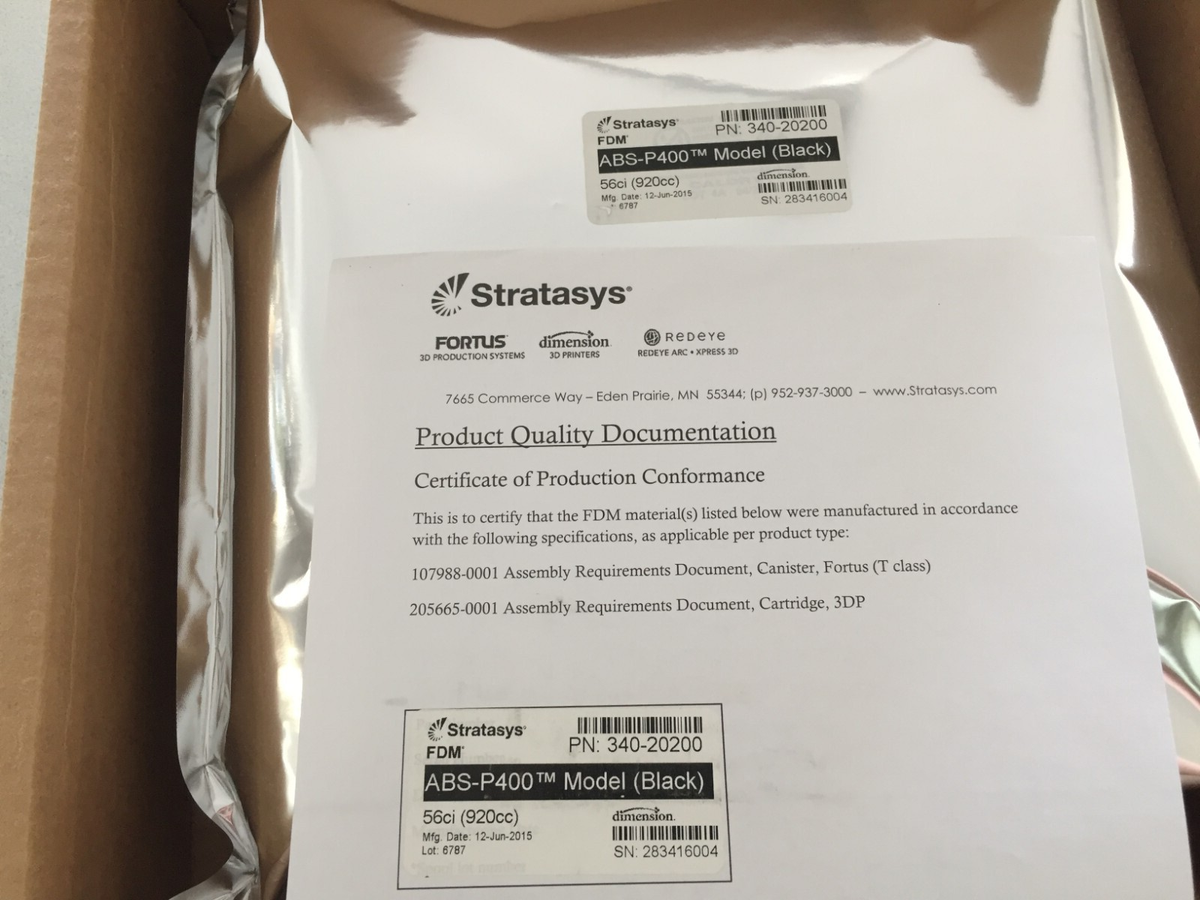 Stratasys
FDM
PN: 340-20200
ABS-P400™ Model (Black)
56ci (920cc)
dimension.
Mfg. Date: 12-Jun-2015
6787
SN: 283416004
Stratasys
FORTUS
3D PRODUCTION SYSTEMS
dimension.
3D PRINTERS
REDEYE
REDEYE ARC • XPRESS 3D
7665 Commerce Way – Eden Prairie, MN 55344; (p) 952-937-3000 – www.Stratasys.com
Product Quality Documentation
Certificate of Production Conformance
This is to certify that the FDM material(s) listed below were manufactured in accordance
with the following specifications, as applicable per product type:
107988-0001 Assembly Requirements Document, Canister, Fortus (T class)
205665-0001 Assembly Requirements Document, Cartridge, 3DP
Stratasys
FDM
PN: 340-20200
ABS-P400™ Model (Black)
56ci (920cc)
dimension.
Mfg. Date: 12-Jun-2015
Lot: 6787
SN: 283416004